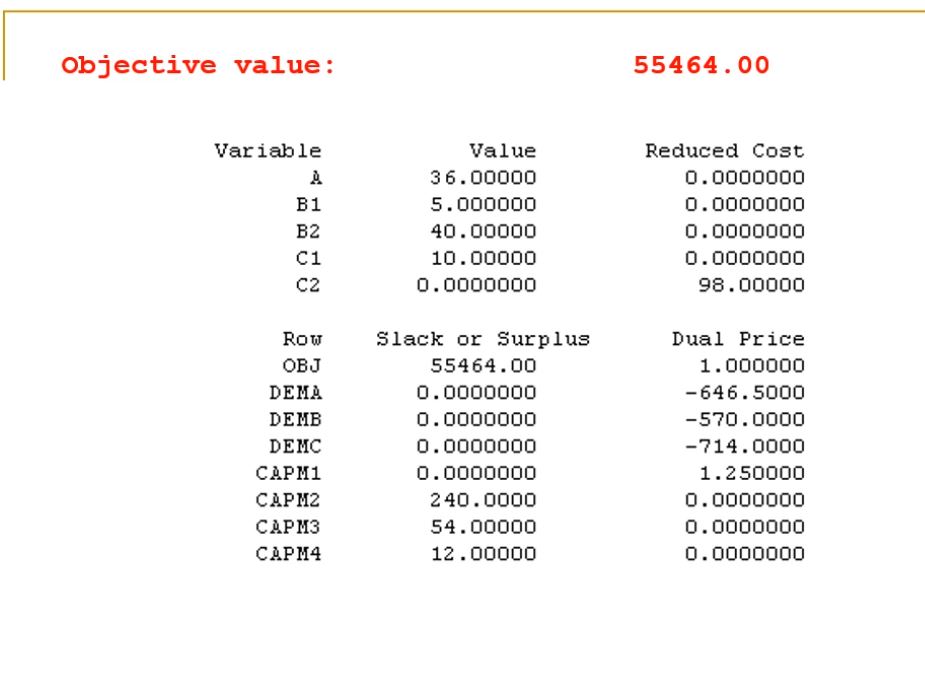 Objective value: 55464.00
Variable Value Reduced Cost
A 36.00000 0.0000000
B1 5.000000 0.0000000
B2 40.00000 0.0000000
C1 10.00000 0.0000000
C2 0.0000000 98.00000
Row Slack or Surplus Dual Price
OBJ 55464.00 1.000000
DEMA 0.0000000 -646.5000
DEMB 0.0000000 -570.0000
DEMC 0.0000000 -714.0000
CAPM1 0.0000000 1.250000
CAPM2 240.0000 0.0000000
CAPM3 54.00000 0.0000000
CAPM4 12.00000 0.0000000